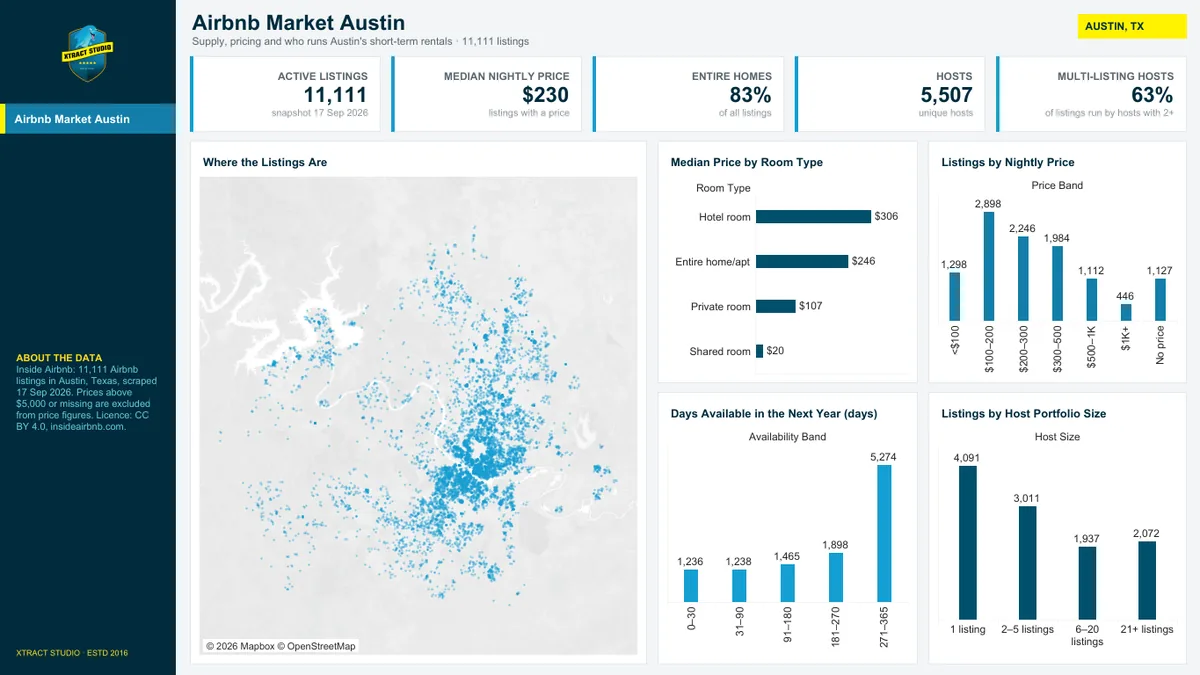 XTRACT STUDIO
Airbnb Market Austin
ABOUT THE DATA
Inside Airbnb: 11,111 Airbnb
listings in Austin, Texas, scraped
17 Sep 2026. Prices above
$5,000 or missing are excluded
from price figures. Licence: CC
BY 4.0, insideairbnb.com.
XTRACT STUDIO · ESTD 2016
Airbnb Market Austin
Supply, pricing and who runs Austin's short-term rentals · 11,111 listings
AUSTIN, TX
ACTIVE LISTINGS
11,111
snapshot 17 Sep 2026
MEDIAN NIGHTLY PRICE
$230
listings with a price
ENTIRE HOMES
83%
of all listings
HOSTS
5,507
unique hosts
MULTI-LISTING HOSTS
63%
of listings run by hosts with 2+
Where the Listings Are
© 2026 Mapbox © OpenStreetMap
Median Price by Room Type
Room Type
Hotel room $306
Entire home/apt $246
Private room $107
Shared room $20
Listings by Nightly Price
Price Band
1,298 2,898 2,246 1,984 1,112 446 1,127
<$100 $100–200 $200–300 $300–500 $500–1K $1K+ No price
Days Available in the Next Year (days)
Availability Band
1,236 1,238 1,465 1,898 5,274
0–30 31–90 91–180 181–270 271–365
Listings by Host Portfolio Size
Host Size
4,091 3,011 1,937 2,072
1 listing 2–5 listings 6–20 listings 21+ listings